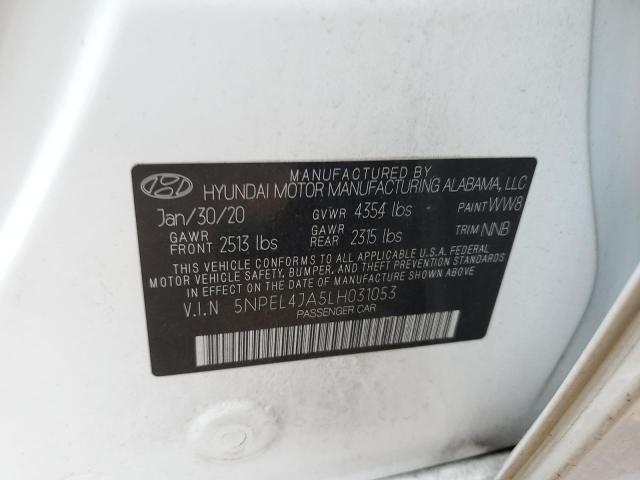 MANUFACTURED BY
HYUNDAI MOTOR MANUFACTURING ALABAMA, LLC
Jan/30/20 GVWR 4354 lbs PAINT WW8
GAWR FRONT 2513 lbs GAWR REAR 2315 lbs TRIM NNB
THIS VEHICLE CONFORMS TO ALL APPLICABLE U.S.A. FEDERAL
MOTOR VEHICLE SAFETY, BUMPER, AND THEFT PREVENTION STANDARDS
IN EFFECT ON THE DATE OF MANUFACTURE SHOWN ABOVE.
V.I.N 5NPEL4JA5LH031053
PASSENGER CAR